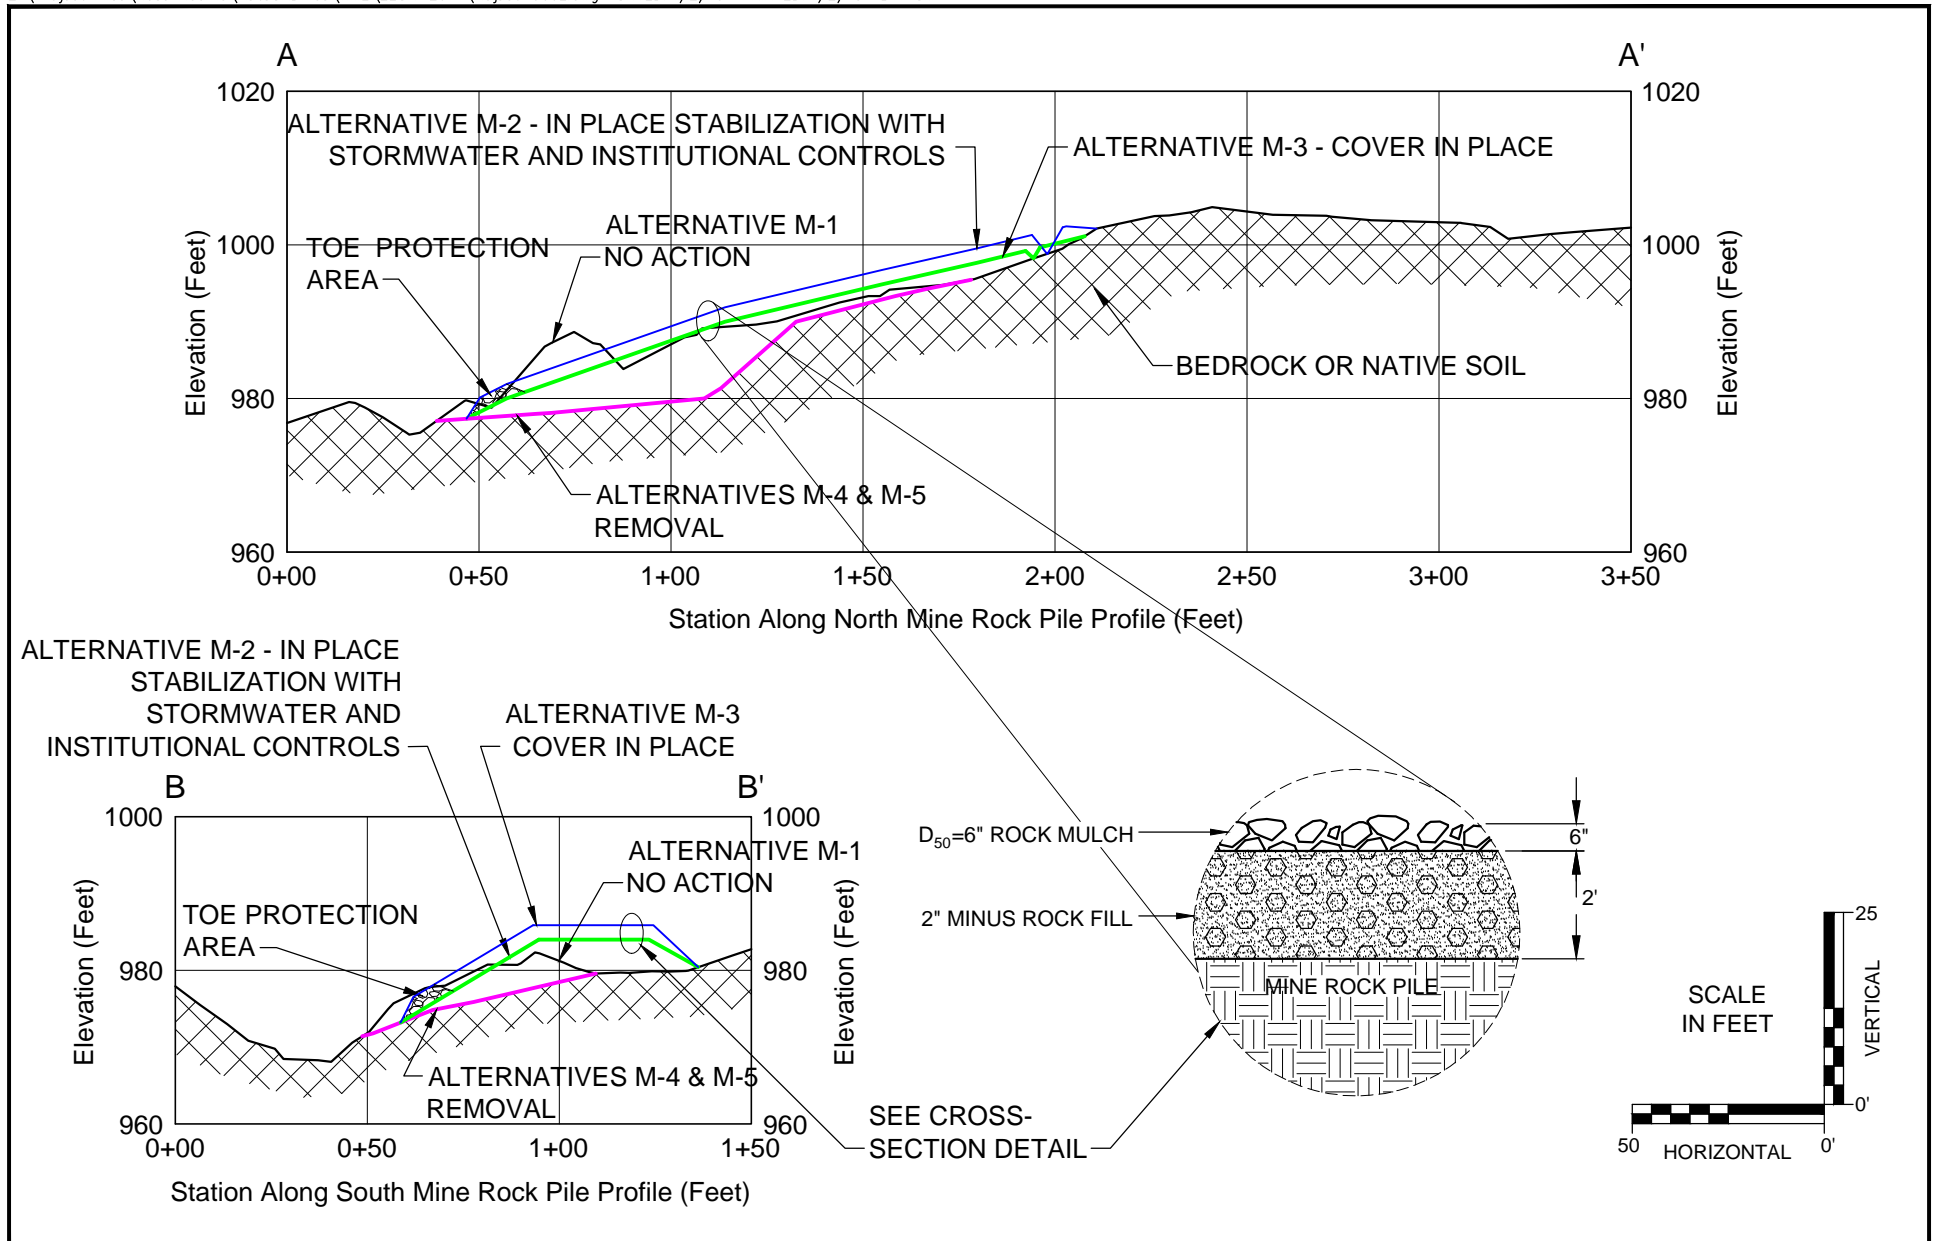 A
A'
1020
1020
ALTERNATIVE M-2 - IN PLACE STABILIZATION WITH
STORMWATER AND INSTITUTIONAL CONTROLS
ALTERNATIVE M-3 - COVER IN PLACE
ALTERNATIVE M-1
NO ACTION
TOE PROTECTION
AREA
1000
1000
Elevation (Feet)
Elevation (Feet)
BEDROCK OR NATIVE SOIL
980
980
ALTERNATIVES M-4 & M-5
REMOVAL
960
960
0+00
0+50
1+00
1+50
2+00
2+50
3+00
3+50
Station Along North Mine Rock Pile Profile (Feet)
ALTERNATIVE M-2 - IN PLACE
STABILIZATION WITH
STORMWATER AND
INSTITUTIONAL CONTROLS
ALTERNATIVE M-3
COVER IN PLACE
B
B'
1000
1000
ALTERNATIVE M-1
NO ACTION
TOE PROTECTION
AREA
Elevation (Feet)
Elevation (Feet)
980
980
ALTERNATIVES M-4 & M-5
REMOVAL
960
960
0+00
0+50
1+00
1+50
Station Along South Mine Rock Pile Profile (Feet)
SEE CROSS-
SECTION DETAIL
D50=6" ROCK MULCH
6"
2" MINUS ROCK FILL
2'
MINE ROCK PILE
SCALE
IN FEET
25
VERTICAL
0'
50
HORIZONTAL
0'